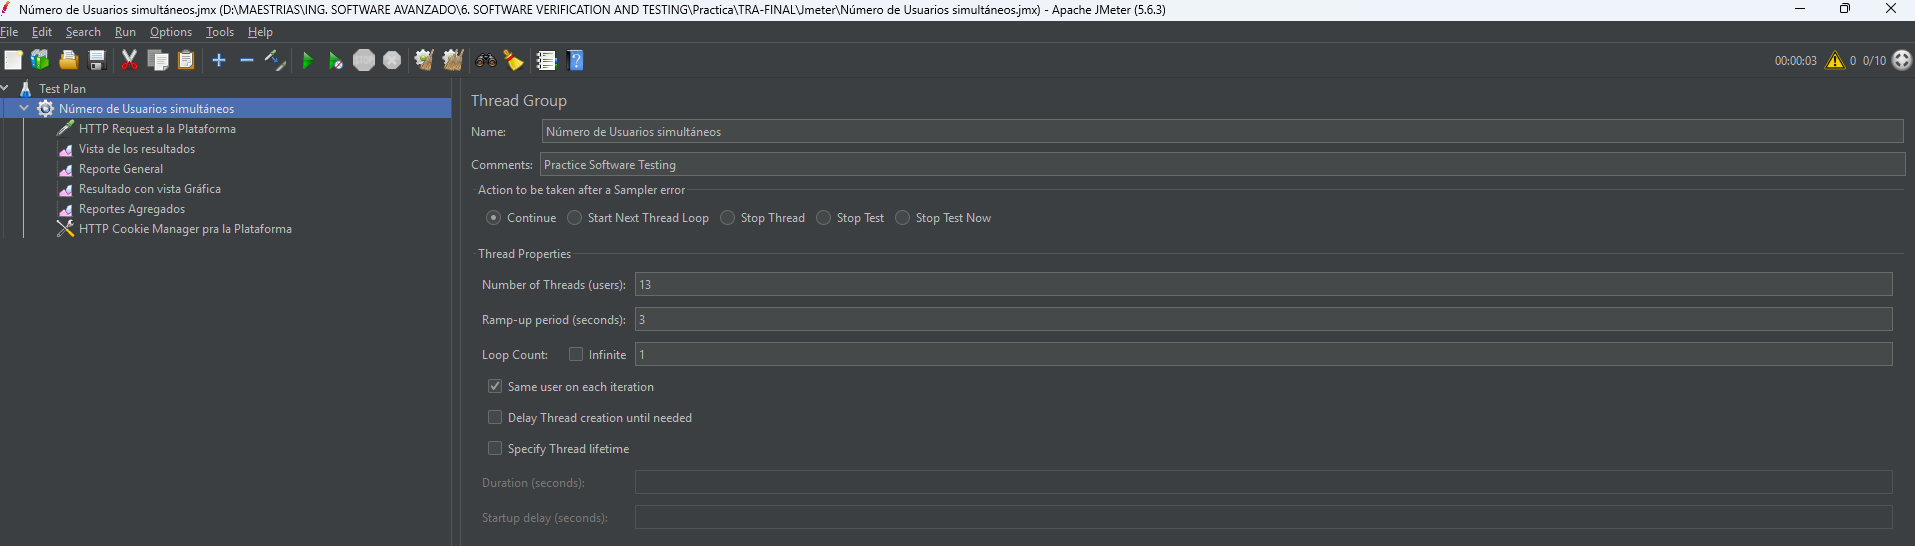 Número de Usuarios simultáneos.jmx (D:\MAESTRIAS\ING. SOFTWARE AVANZADO\6. SOFTWARE VERIFICATION AND TESTING\Practica\TRA-FINAL\Jmeter\Número de Usuarios simultáneos.jmx) - Apache JMeter (5.6.3)
File Edit Search Run Options Tools Help
00:00:03 0 0/10
Test Plan
Número de Usuarios simultáneos
HTTP Request a la Plataforma
Vista de los resultados
Reporte General
Resultado con vista Gráfica
Reportes Agregados
HTTP Cookie Manager pra la Plataforma
Thread Group
Name: Número de Usuarios simultáneos
Comments: Practice Software Testing
Action to be taken after a Sampler error
Continue Start Next Thread Loop Stop Thread Stop Test Stop Test Now
Thread Properties
Number of Threads (users): 13
Ramp-up period (seconds): 3
Loop Count: Infinite 1
Same user on each iteration
Delay Thread creation until needed
Specify Thread lifetime
Duration (seconds):
Startup delay (seconds):